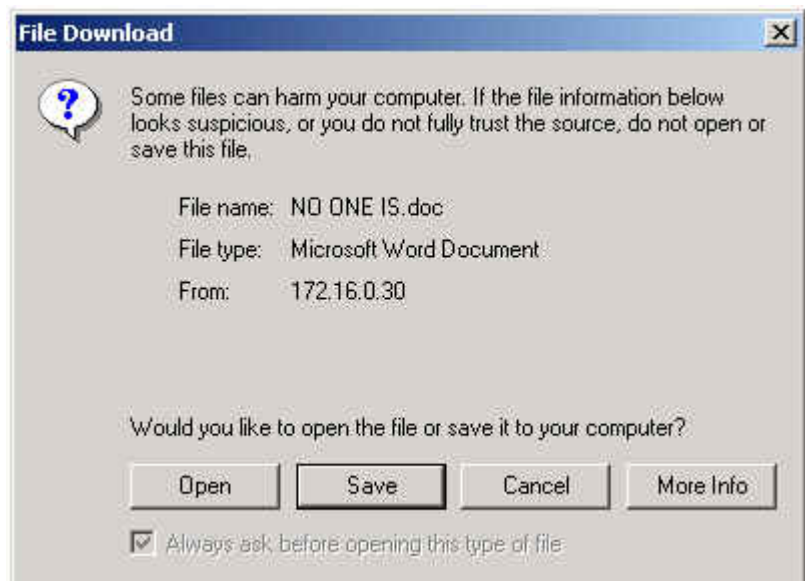 File Download
Some files can harm your computer. If the file information below
looks suspicious, or you do not fully trust the source, do not open or
save this file.
File name: NO ONE IS.doc
File type: Microsoft Word Document
From: 172.16.0.30
Would you like to open the file or save it to your computer?
Open Save Cancel More Info
Always ask before opening this type of file